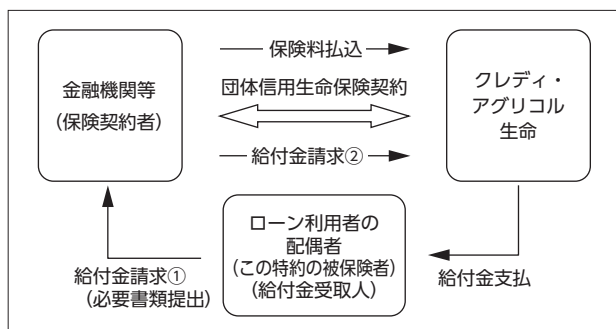 保険料払込
金融機関等
(保険契約者)
団体信用生命保険契約
クレディ・
アグリコル
生命
給付金請求②
ローン利用者の
配偶者
(この特約の被保険者)
(給付金受取人)
給付金請求①
(必要書類提出)
給付金支払